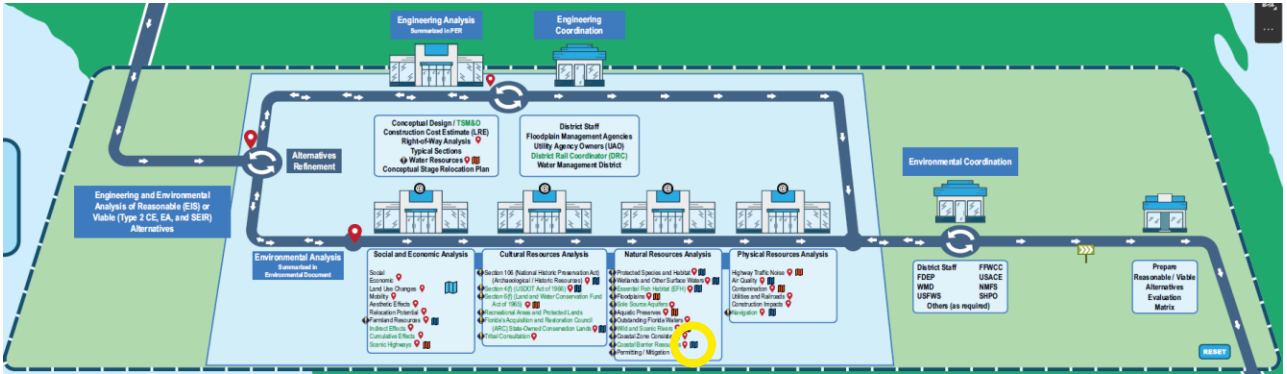 Engineering Analysis
Summarized in PER
Engineering
Coordination
Alternatives
Refinement
Conceptual Design / TSM&O
Construction Cost Estimate (LRE)
Right-of-Way Analysis
Typical Sections
Water Resources
Conceptual Stage Relocation Plan
District Staff
Floodplain Management Agencies
Utility Agency Owners (UAO)
District Rail Coordinator (DRC)
Water Management District
Engineering and Environmental
Analysis of Reasonable (EIS) or
Viable (Type 2 CE, EA, and SEIR)
Alternatives
Environmental Analysis
Summarized in
Environmental Document
Social and Economic Analysis
Social
Economic
Land Use Changes
Mobility
Aesthetic Effects
Relocation Potential
Farmland Resources
Indirect Effects
Cumulative Effects
Scenic Highways
Cultural Resources Analysis
Section 106 (National Historic Preservation Act)
(Archaeological / Historic Resources)
Section 4(f) (USDOT Act of 1966)
Section 6(f) (Land and Water Conservation Fund
Act of 1965)
Recreational Areas and Protected Lands
Florida's Acquisition and Restoration Council
(ARC) State-Owned Conservation Lands
Tribal Consultation
Natural Resources Analysis
Protected Species and Habitat
Wetlands and Other Surface Waters
Essential Fish Habitat (EFH)
Floodplains
Sole Source Aquifers
Aquatic Preserves
Outstanding Florida Waters
Wild and Scenic Rivers
Coastal Zone Consistency
Coastal Barrier Resources
Permitting / Mitigation
Physical Resources Analysis
Highway Traffic Noise
Air Quality
Contamination
Utilities and Railroads
Construction Impacts
Navigation
Environmental Coordination
District Staff FFWCC
FDEP USACE
WMD NMFS
USFWS SHPO
Others (as required)
Prepare
Reasonable / Viable
Alternatives
Evaluation
Matrix
RESET